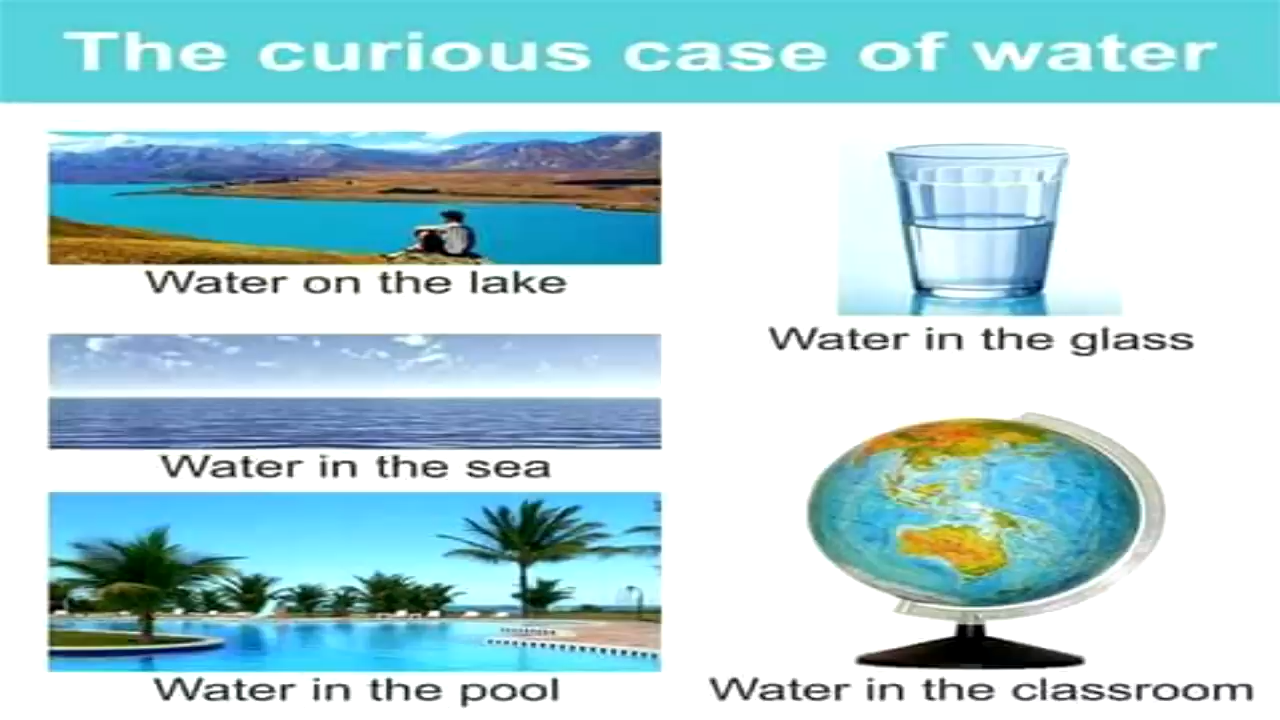 The curious case of water
Water on the lake
Water in the sea
Water in the pool
Water in the glass
Water in the classroom